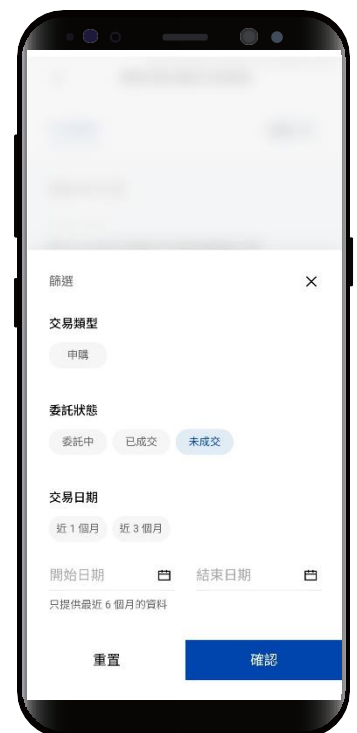 篩選
交易類型
申購
委託狀態
委託中 已成交 未成交
交易日期
近 1 個月 近 3 個月
開始日期 結束日期
只提供最近 6 個月的資料
重置 確認